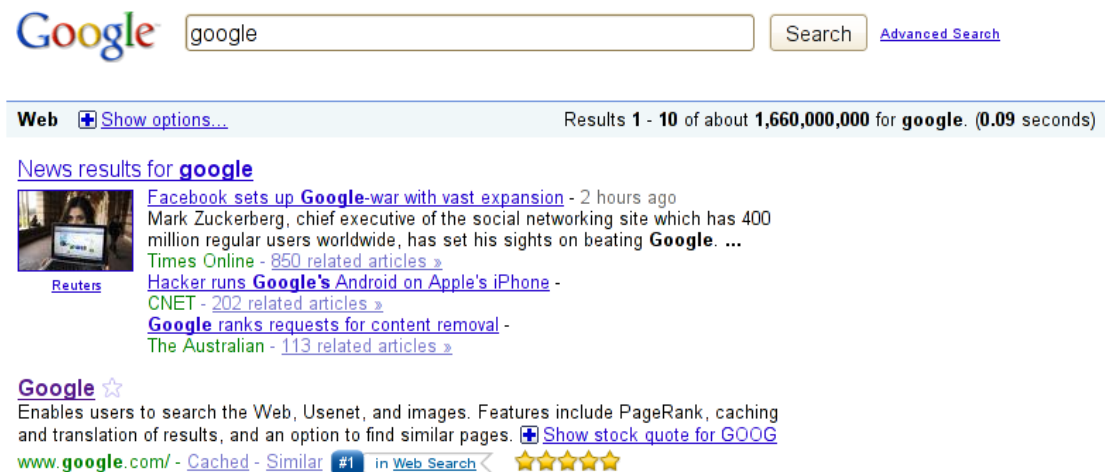 Google google Search Advanced Search
Web Show options... Results 1 - 10 of about 1,660,000,000 for google. (0.09 seconds)
News results for google
Facebook sets up Google-war with vast expansion - 2 hours ago
Mark Zuckerberg, chief executive of the social networking site which has 400
million regular users worldwide, has set his sights on beating Google. ...
Times Online - 850 related articles »
Reuters
Hacker runs Google's Android on Apple's iPhone -
CNET - 202 related articles »
Google ranks requests for content removal -
The Australian - 113 related articles »
Google
Enables users to search the Web, Usenet, and images. Features include PageRank, caching
and translation of results, and an option to find similar pages. Show stock quote for GOOG
www.google.com/ - Cached - Similar #1 in Web Search